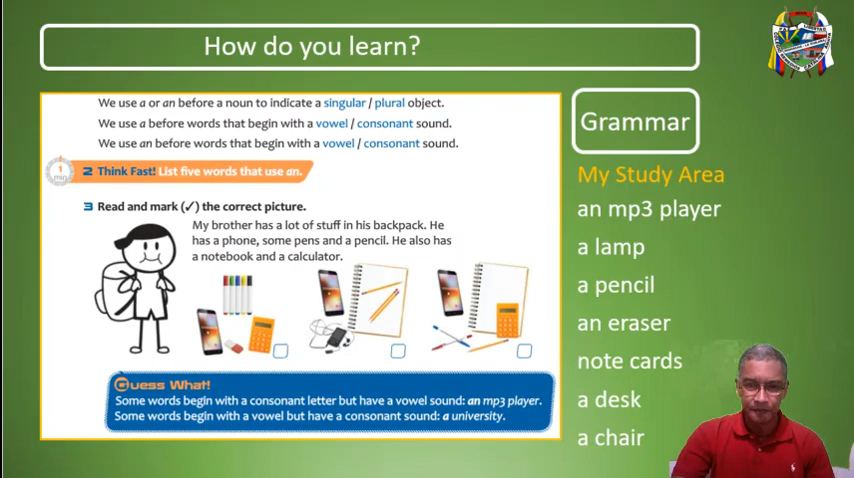 How do you learn?
We use a or an before a noun to indicate a singular / plural object.
We use a before words that begin with a vowel / consonant sound.
We use an before words that begin with a vowel / consonant sound.
1 min
2 Think Fast! List five words that use an.
3 Read and mark (✓) the correct picture.
My brother has a lot of stuff in his backpack. He
has a phone, some pens and a pencil. He also has
a notebook and a calculator.
Guess What!
Some words begin with a consonant letter but have a vowel sound: an mp3 player.
Some words begin with a vowel but have a consonant sound: a university.
Grammar
My Study Area
an mp3 player
a lamp
a pencil
an eraser
note cards
a desk
a chair